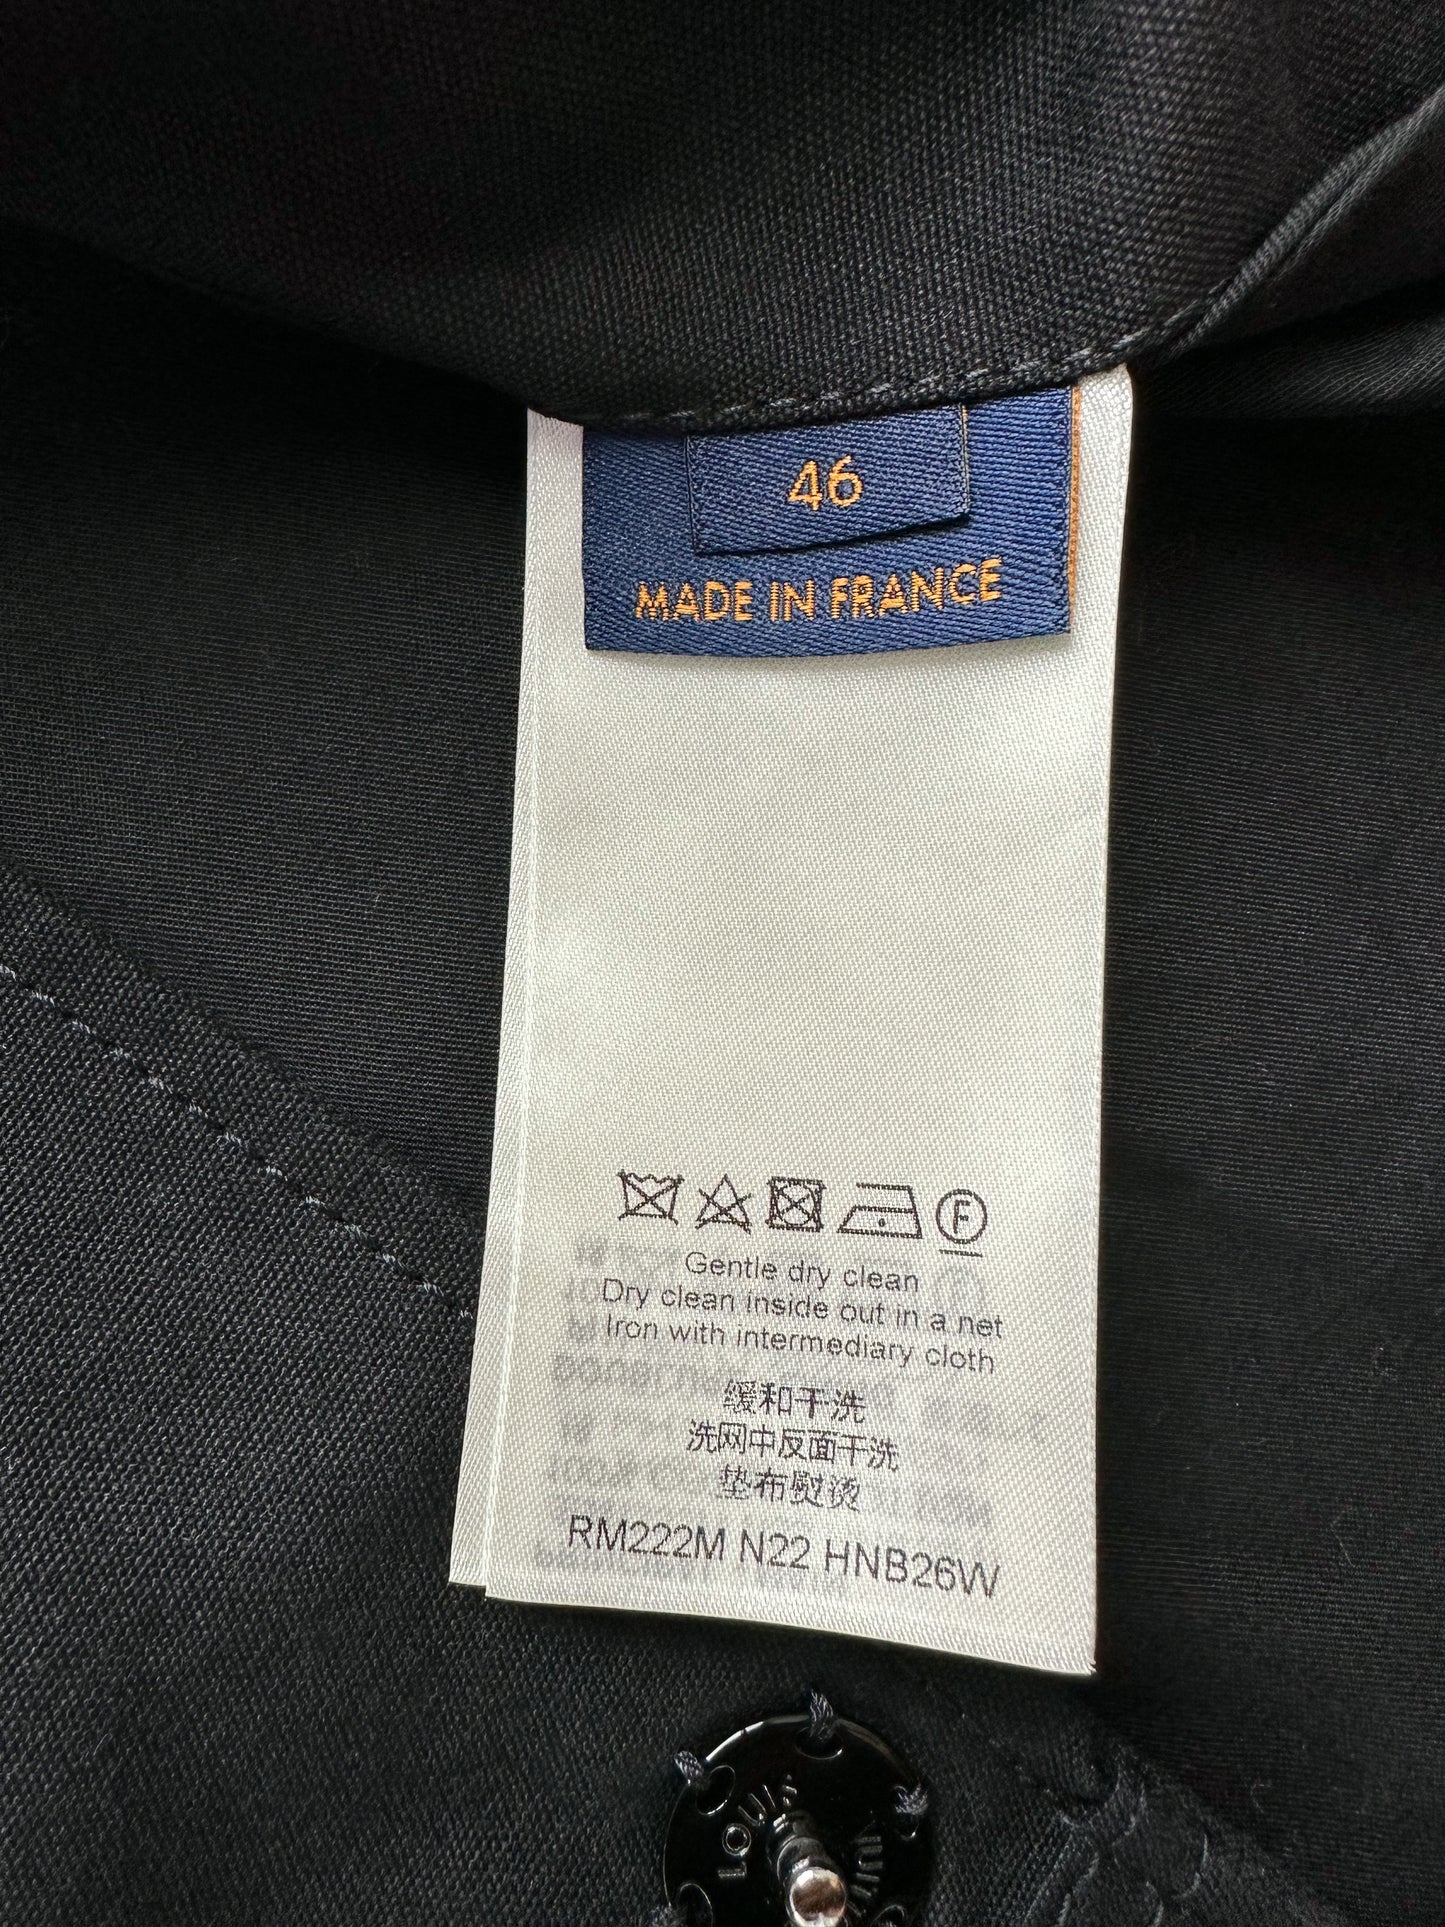 46
MADE IN FRANCE
F
Gentle dry clean
Dry clean inside out in a net
Iron with intermediary cloth
缓和干洗
洗网中反面干洗
垫布熨烫
RM222M N22 HNB26W
LOUIS